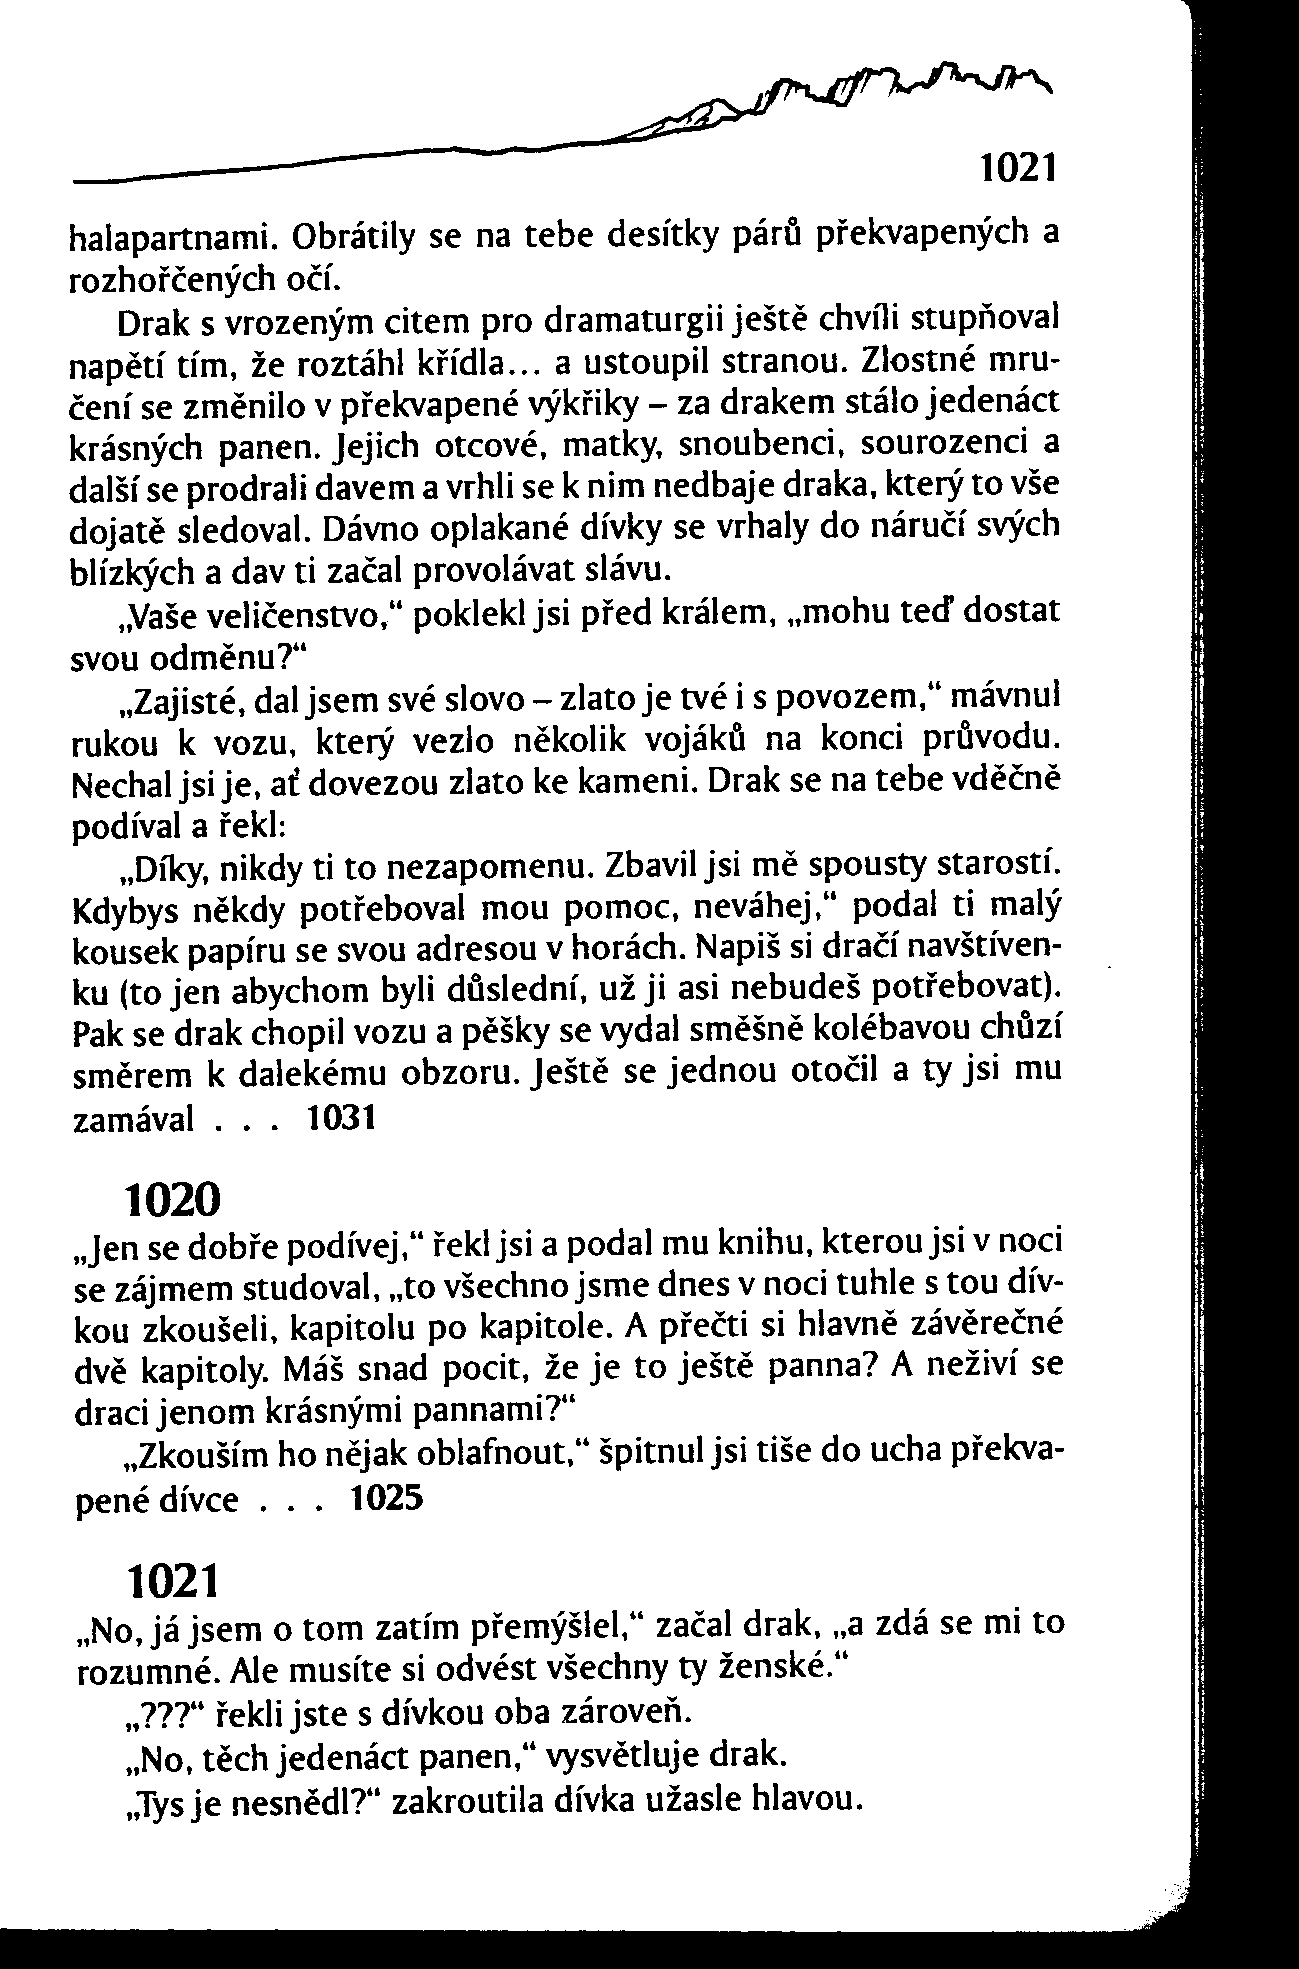 1021
halapartnami. Obrátily se na tebe desítky párů překvapených a
rozhořčených očí.
Drak s vrozeným citem pro dramaturgii ještě chvíli stupňoval
napětí tím, že roztáhl křídla... a ustoupil stranou. Zlostné mru-
čení se změnilo v překvapené výkřiky – za drakem stálo jedenáct
krásných panen. Jejich otcové, matky, snoubenci, sourozenci a
další se prodrali davem a vrhli se k nim nedbaje draka, který to vše
dojatě sledoval. Dávno oplakané dívky se vrhaly do náručí svých
blízkých a dav ti začal provolávat slávu.
„Vaše veličenstvo,“ poklekl jsi před králem, „mohu teď dostat
svou odměnu?“
„Zajisté, dal jsem své slovo – zlato je tvé i s povozem,“ mávnul
rukou k vozu, který vezlo několik vojáků na konci průvodu.
Nechal jsi je, ať dovezou zlato ke kameni. Drak se na tebe vděčně
podíval a řekl:
„Díky, nikdy ti to nezapomenu. Zbavil jsi mě spousty starostí.
Kdybys někdy potřeboval mou pomoc, neváhej,“ podal ti malý
kousek papíru se svou adresou v horách. Napiš si dračí navštíven-
ku (to jen abychom byli důslední, už ji asi nebudeš potřebovat).
Pak se drak chopil vozu a pěšky se vydal směšně kolébavou chůzí
směrem k dalekému obzoru. Ještě se jednou otočil a ty jsi mu
zamával . . . 1031
1020
„Jen se dobře podívej,“ řekl jsi a podal mu knihu, kterou jsi v noci
se zájmem studoval, „to všechno jsme dnes v noci tuhle s tou dív-
kou zkoušeli, kapitolu po kapitole. A přečti si hlavně závěrečné
dvě kapitoly. Máš snad pocit, že je to ještě panna? A neživí se
draci jenom krásnými pannami?“
„Zkouším ho nějak oblafnout,“ špitnul jsi tiše do ucha překva-
pené dívce . . . 1025
1021
„No, já jsem o tom zatím přemýšlel,“ začal drak, „a zdá se mi to
rozumné. Ale musíte si odvést všechny ty ženské.“
„???“ řekli jste s dívkou oba zároveň.
„No, těch jedenáct panen,“ vysvětluje drak.
„Tys je nesnědl?“ zakroutila dívka užasle hlavou.